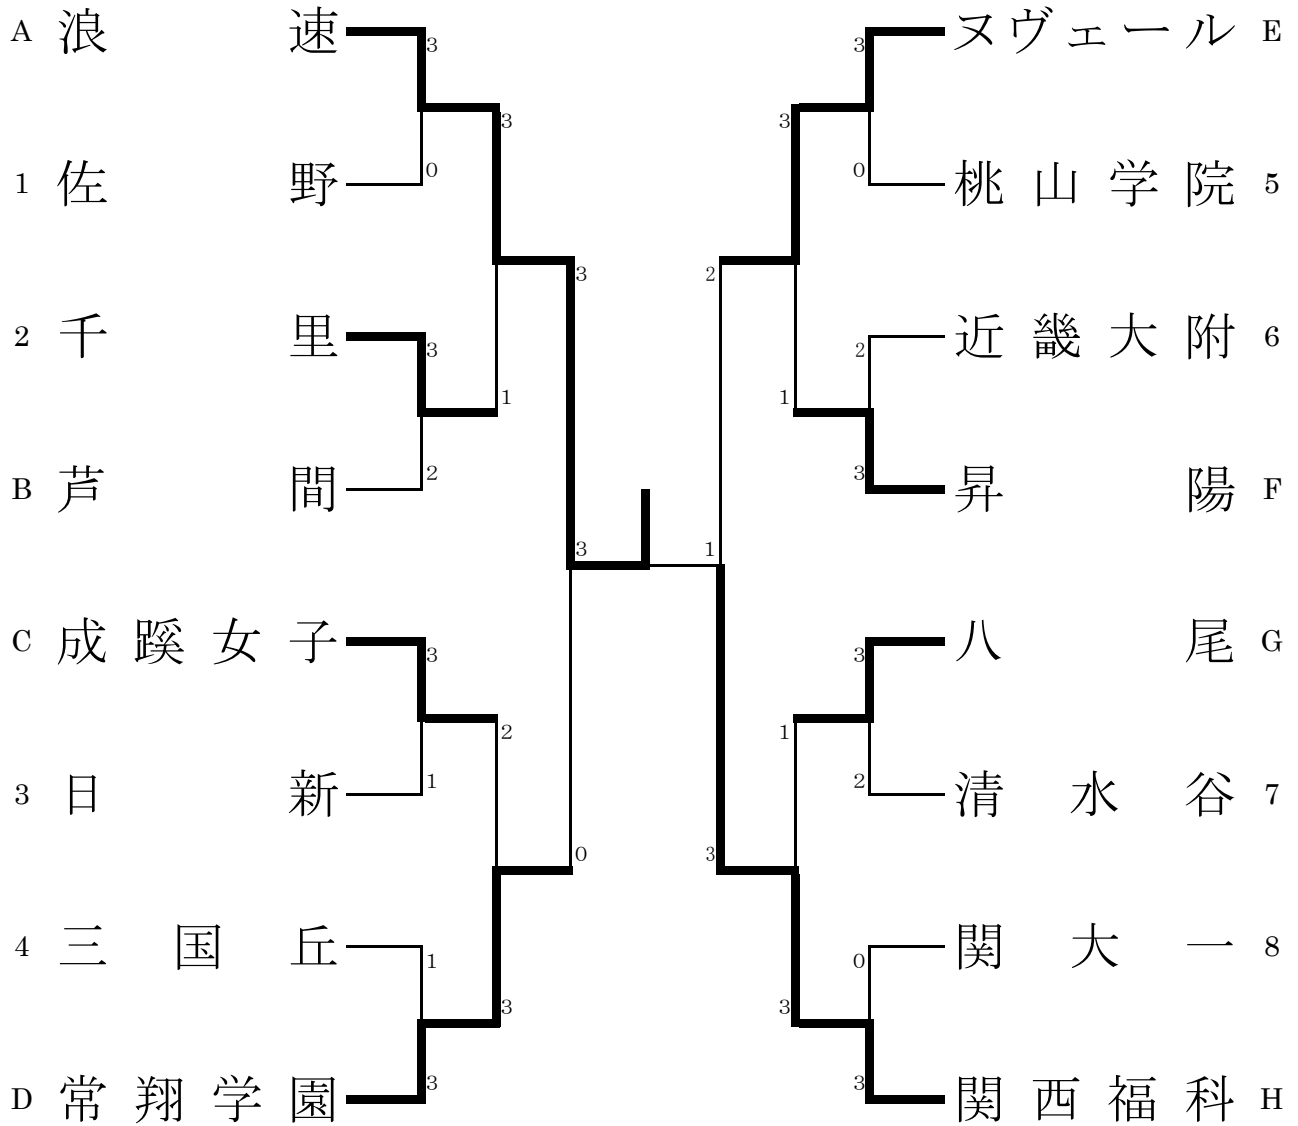 A 浪速 3 3 ヌヴェール E
3 3
1 佐野 0 0 桃山学院 5
3 2
2 千里 3 2 近畿大附 6
1 1
B 芦間 2 3 昇陽 F
3 1
C 成蹊女子 3 3 八尾 G
2 1
3 日新 1 2 清水谷 7
0 3
4 三国丘 1 0 関大一 8
3 3
D 常翔学園 3 3 関西福科 H